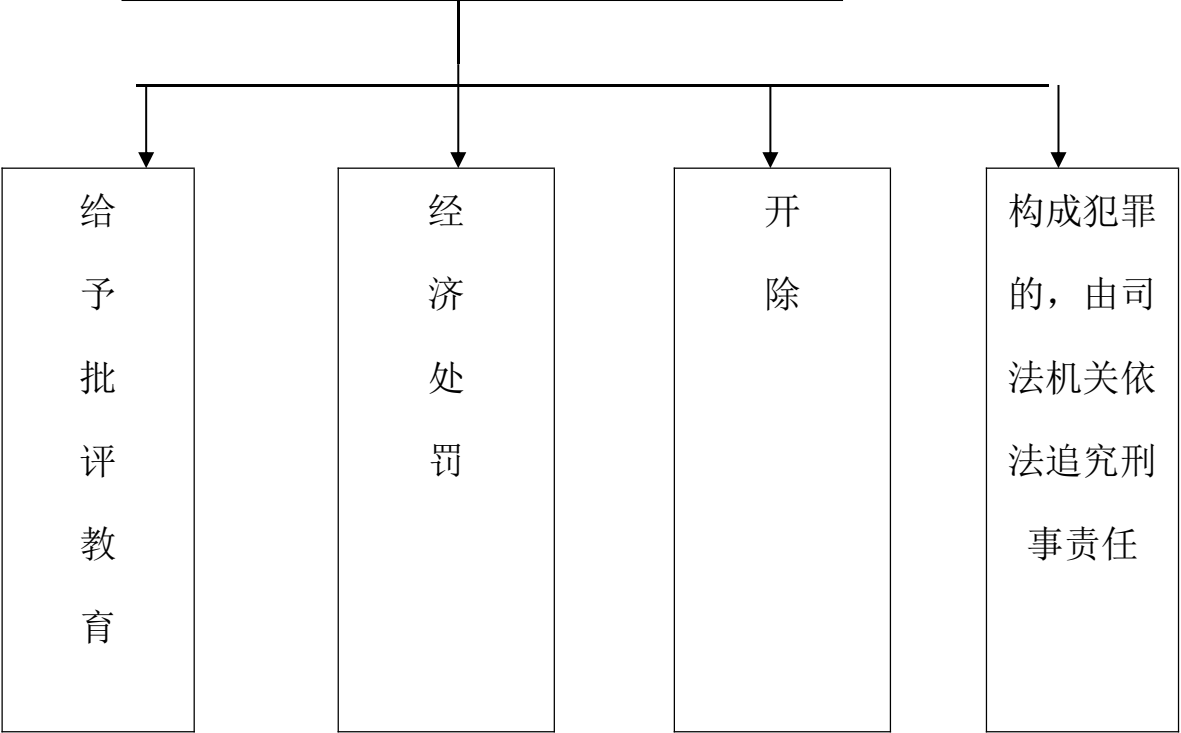 给予批评教育
经济处罚
开除
构成犯罪
的，由司
法机关依
法追究刑
事责任